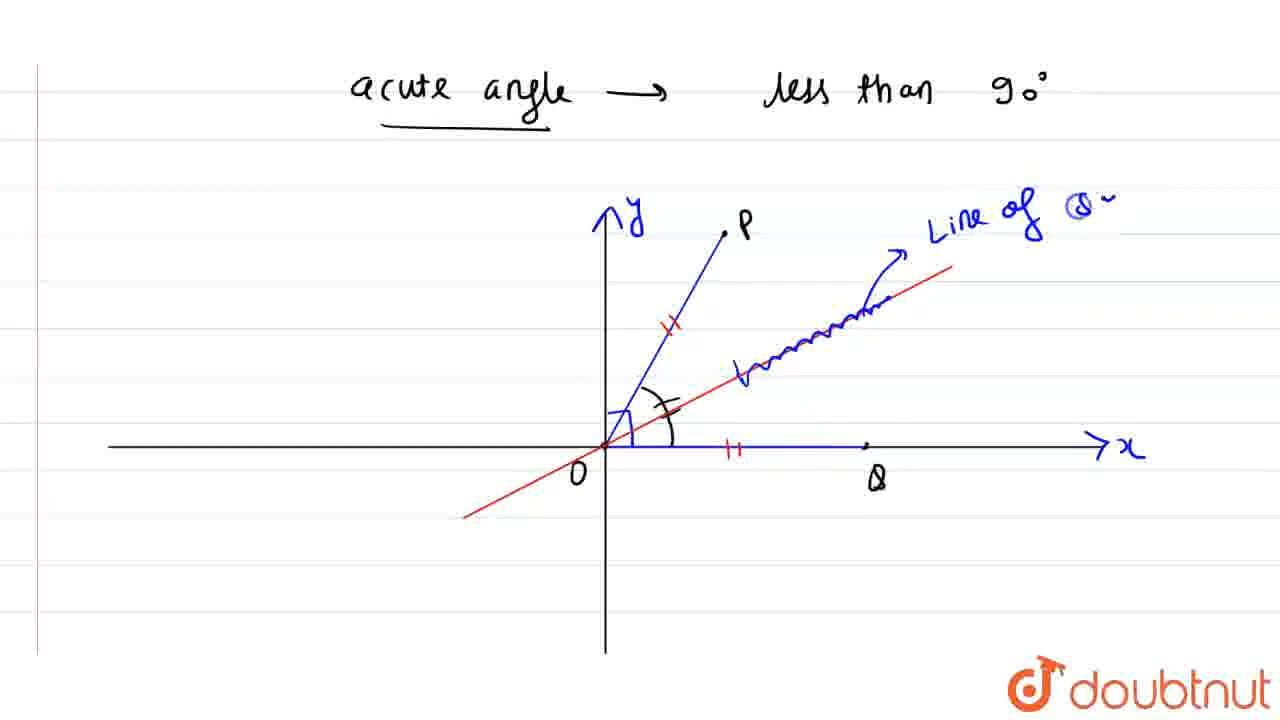 acute angle → less than 90°
y
P
Line of
x
O
Q
doubtnut